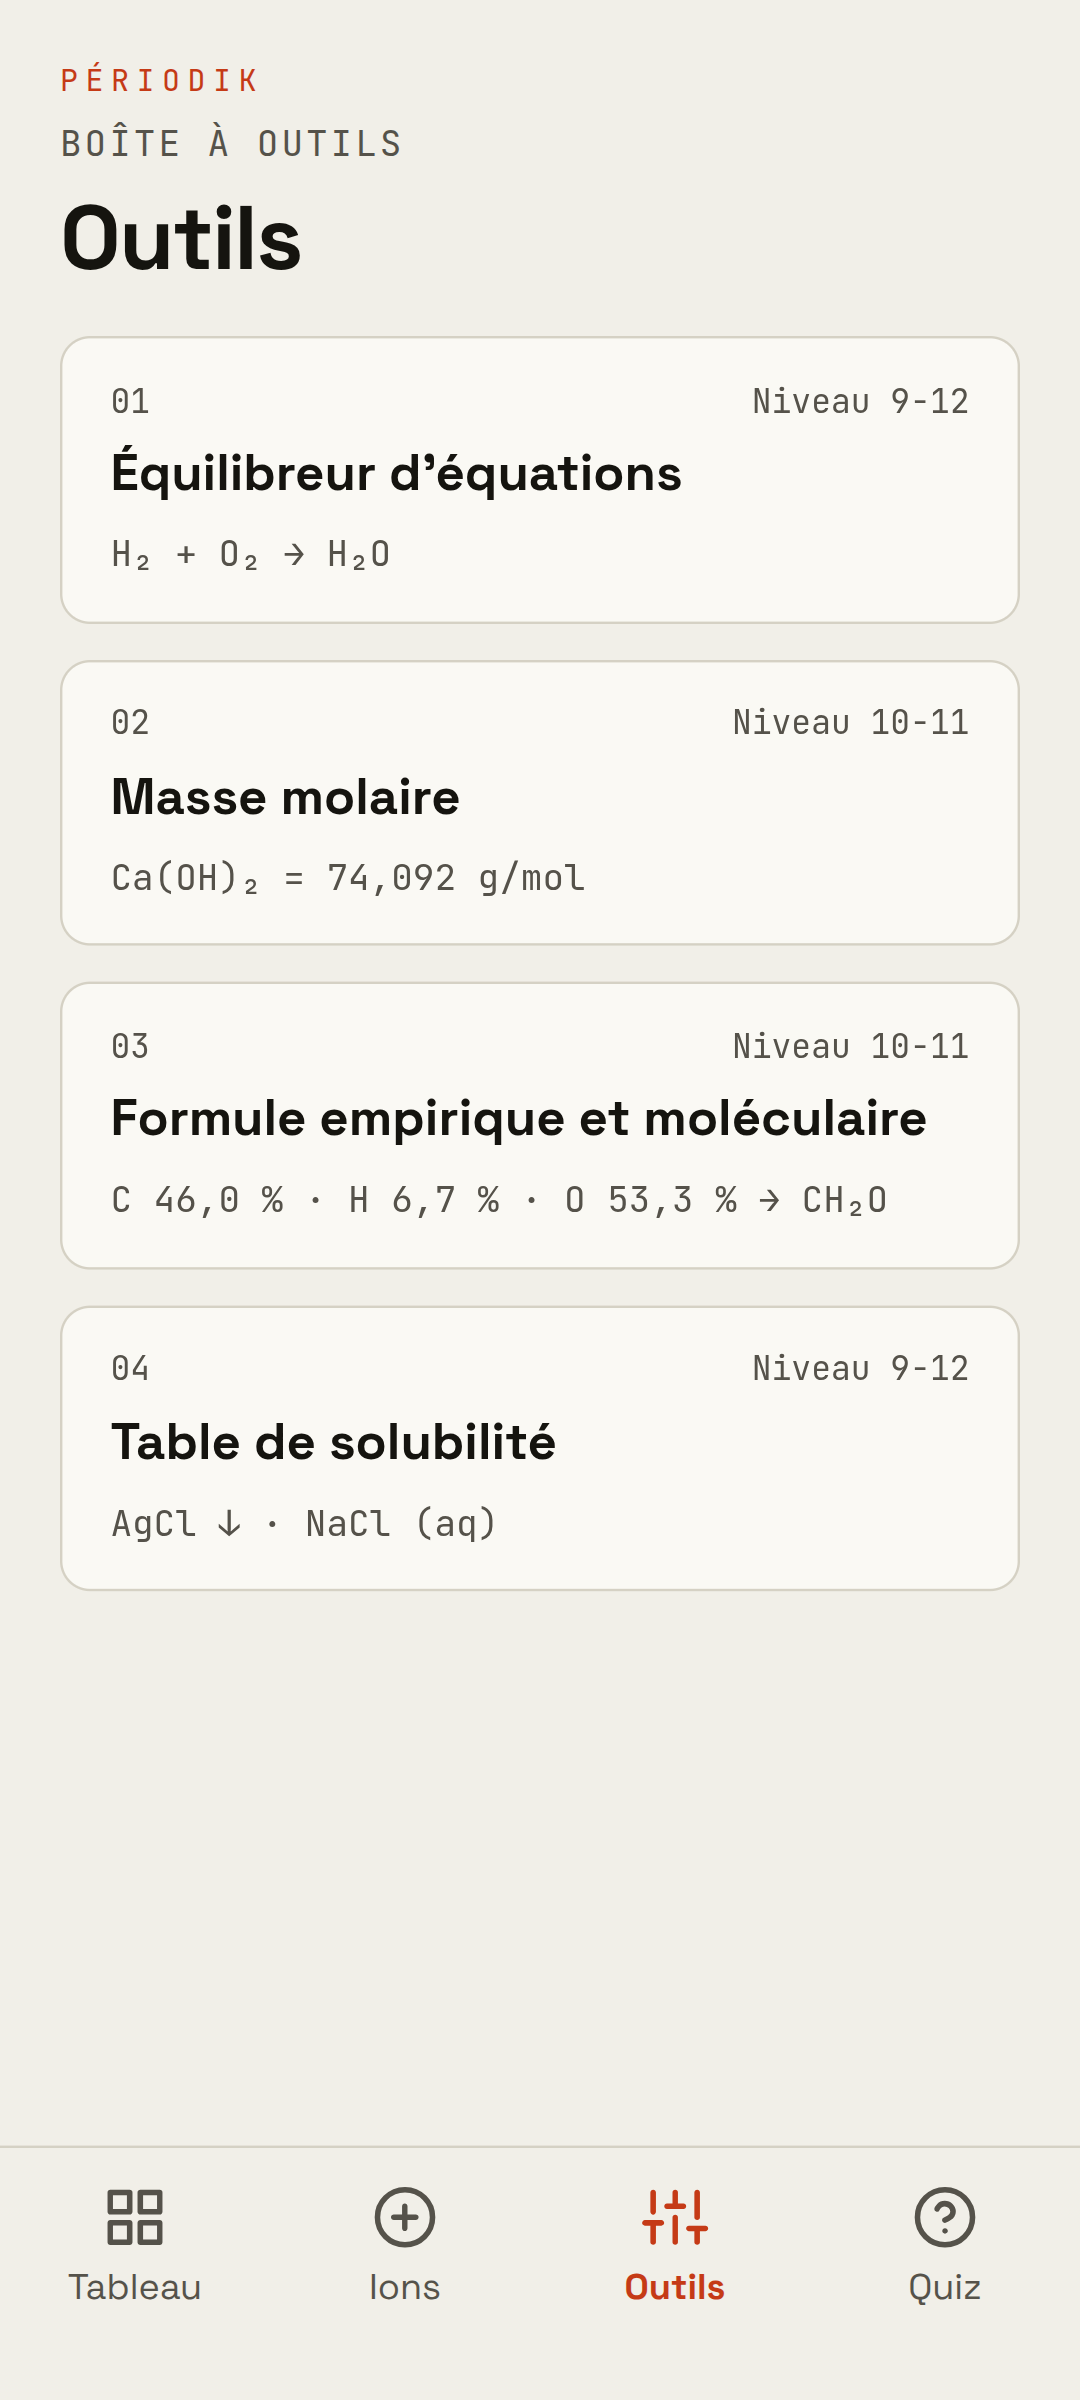 PÉRIODIK
BOÎTE À OUTILS
Outils
01 Niveau 9-12
Équilibreur d’équations
H₂ + O₂ → H₂O
02 Niveau 10-11
Masse molaire
Ca(OH)₂ = 74,092 g/mol
03 Niveau 10-11
Formule empirique et moléculaire
C 46,0 % · H 6,7 % · O 53,3 % → CH₂O
04 Niveau 9-12
Table de solubilité
AgCl ↓ · NaCl (aq)
Tableau Ions Outils Quiz